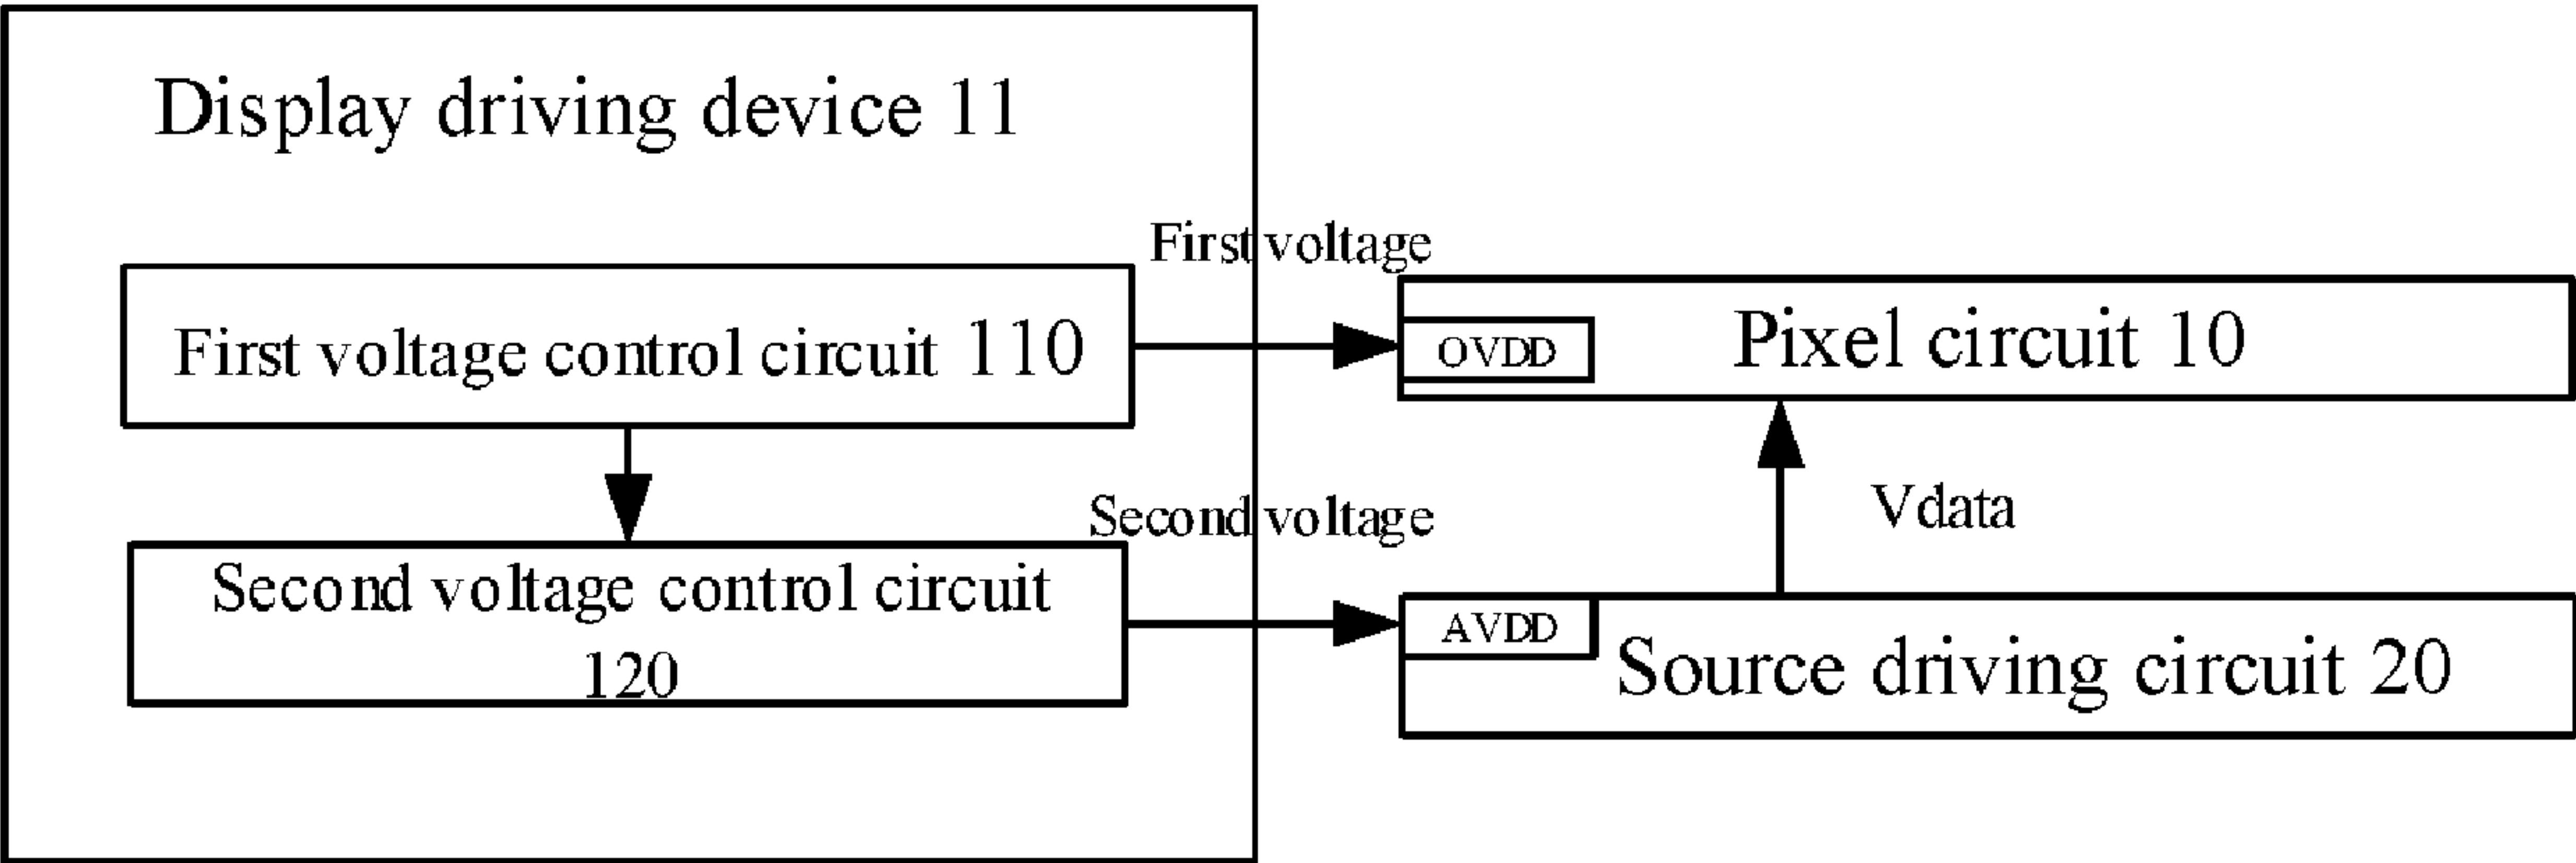 Display driving device 11
First voltage
First voltage control circuit 110
OVDD
Pixel circuit 10
Second voltage
Vdata
Second voltage control circuit
120
AVDD
Source driving circuit 20